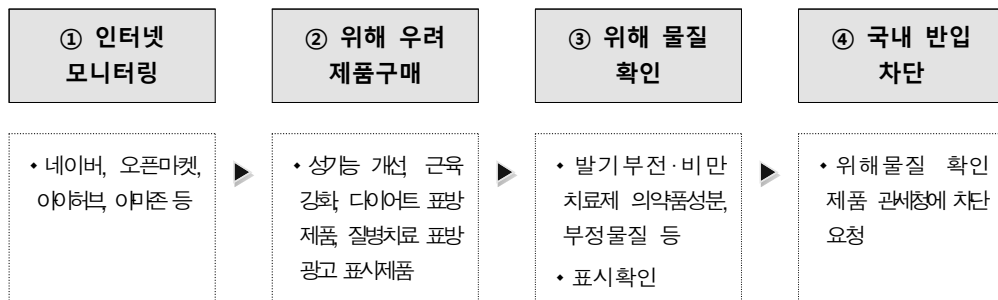 ① 인터넷
모니터링
② 위해 우려
제품구매
③ 위해 물질
확인
④ 국내 반입
차단
• 네이버, 오픈마켓,
아이허브, 아마존 등
• 성기능 개선, 근육
강화, 다이어트 표방
제품, 질병치료 표방
광고 표시제품
• 발기부전·비만
치료제 의약품성분,
부정물질 등
• 표시확인
• 위해물질 확인
제품 관세청에 차단
요청